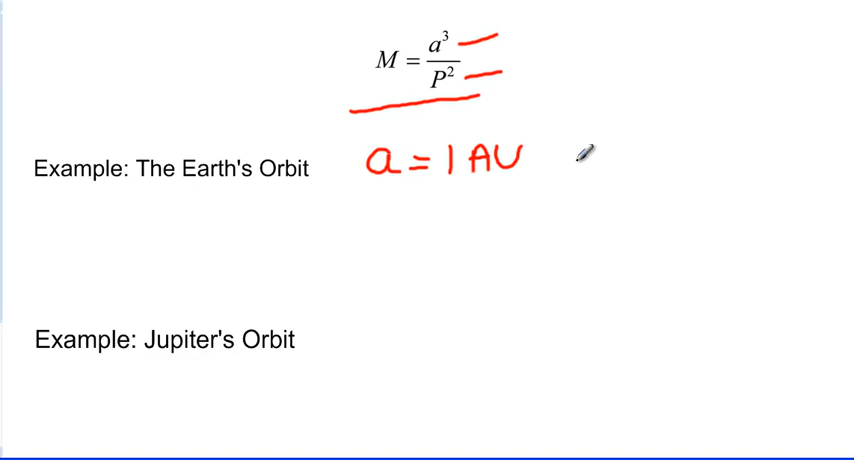 M = a³/P²
Example: The Earth's Orbit a = 1 AU
Example: Jupiter's Orbit